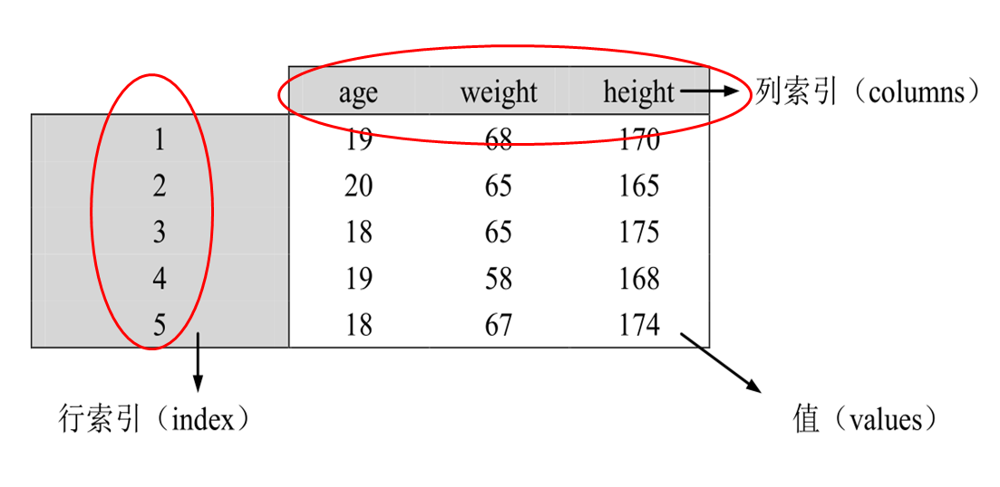 age weight height 列索引（columns）
1 19 68 170
2 20 65 165
3 18 65 175
4 19 58 168
5 18 67 174
行索引（index） 值（values）